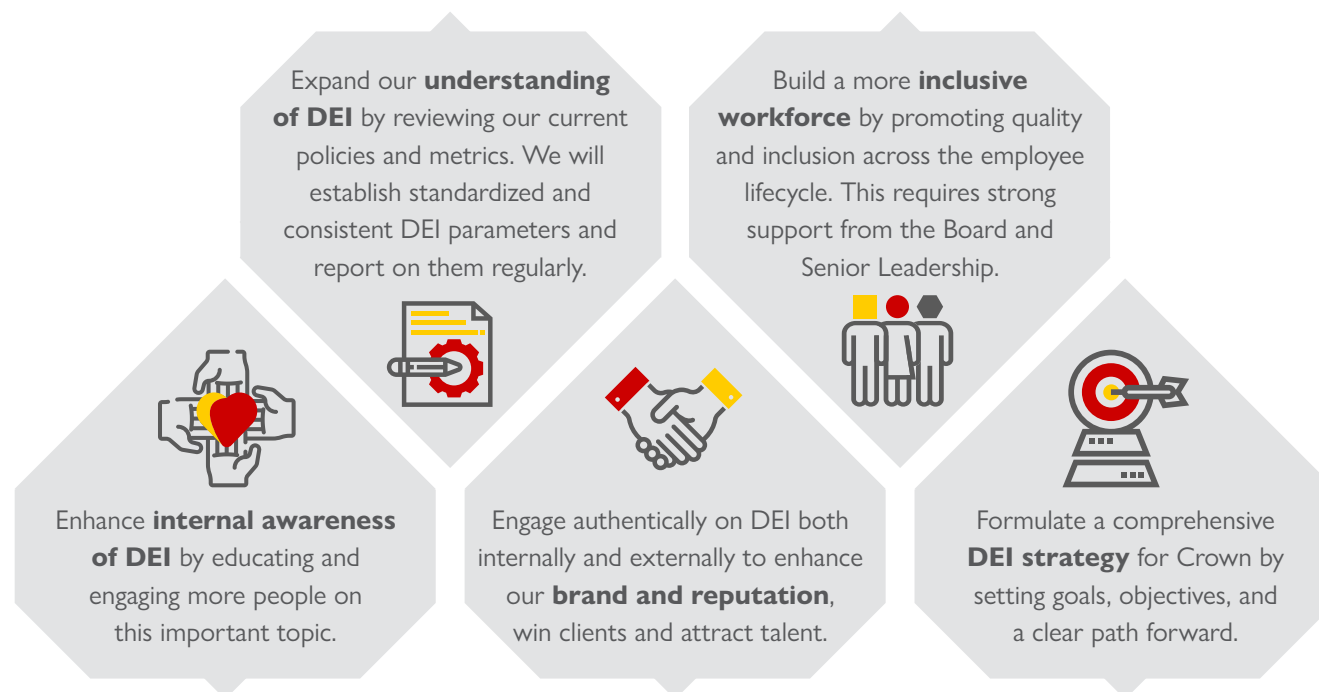 Expand our understanding
of DEI by reviewing our current
policies and metrics. We will
establish standardized and
consistent DEI parameters and
report on them regularly.
Build a more inclusive
workforce by promoting quality
and inclusion across the employee
lifecycle. This requires strong
support from the Board and
Senior Leadership.
Enhance internal awareness
of DEI by educating and
engaging more people on
this important topic.
Engage authentically on DEI both
internally and externally to enhance
our brand and reputation,
win clients and attract talent.
Formulate a comprehensive
DEI strategy for Crown by
setting goals, objectives, and
a clear path forward.